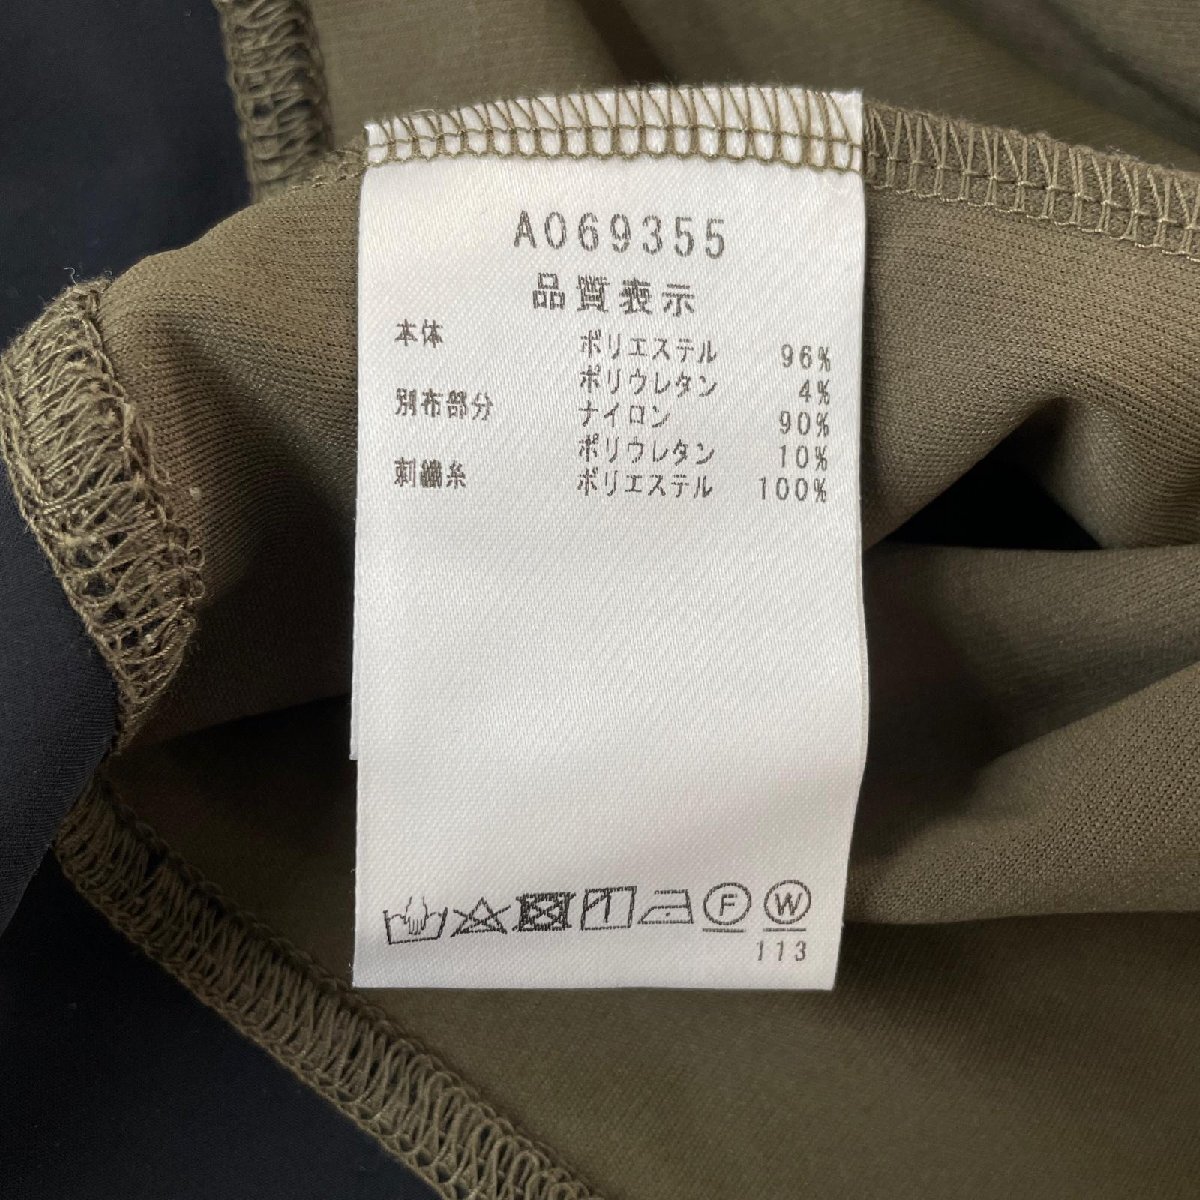 A069355
品質表示
本体 ポリエステル 96%
ポリウレタン 4%
別布部分 ナイロン 90%
ポリウレタン 10%
刺繍糸 ポリエステル 100%
F W
113